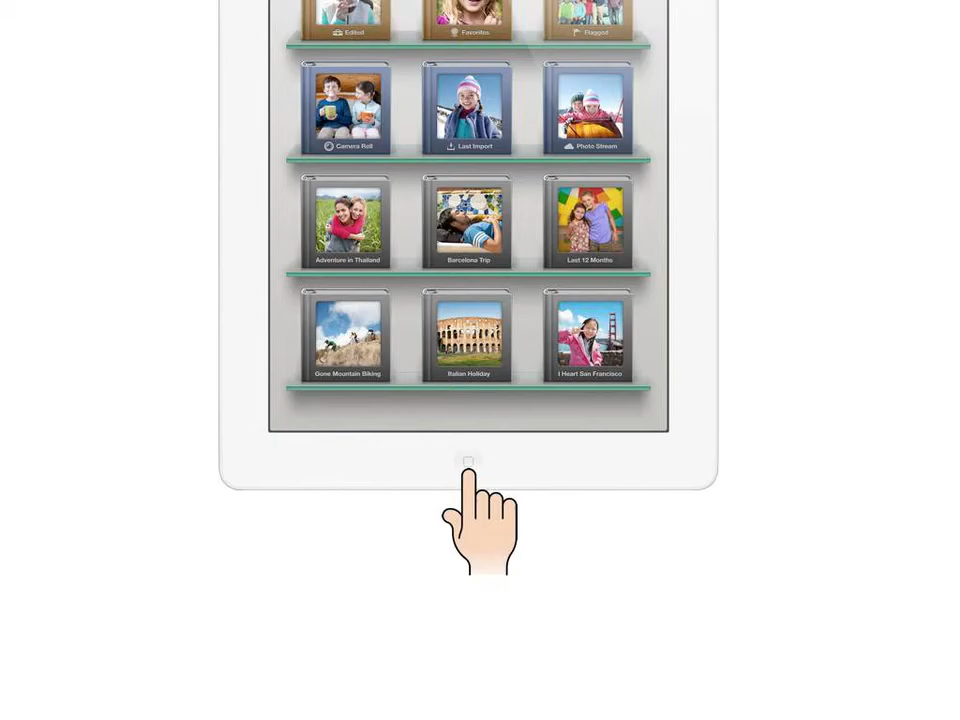 Edited
Favorites
Flagged
Camera Roll
Last Import
Photo Stream
Adventure in Thailand
Barcelona Trip
Last 12 Months
Gone Mountain Biking
Italian Holiday
I Heart San Francisco